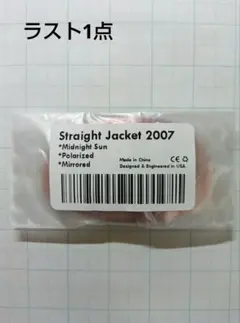 ラスト1点
Straight Jacket 2007
*Midnight Sun
*Polarized
*Mirrored
Made in China
Designed & Engineered in USA.
CE